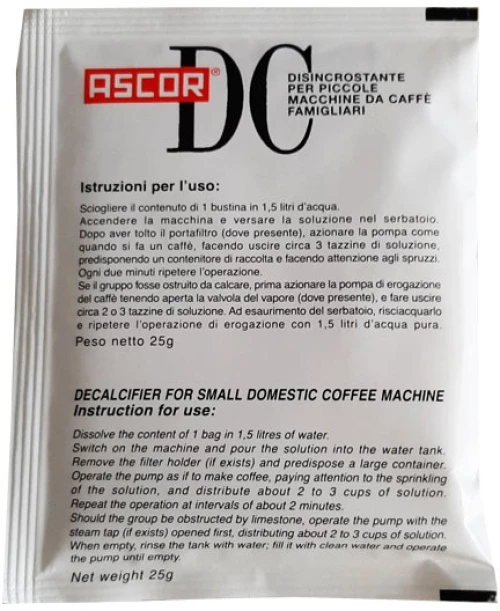 ASCOR®
DC
DISINCROSTANTE
PER PICCOLE
MACCHINE DA CAFFÈ
FAMIGLIARI
Istruzioni per l'uso:
Sciogliere il contenuto di 1 bustina in 1,5 litri d'acqua.
Accendere la macchina e versare la soluzione nel serbatoio.
Dopo aver tolto il portafiltro (dove presente), azionare la pompa come
quando si fa un caffè, facendo uscire circa 3 tazzine di soluzione,
predisponendo un contenitore di raccolta e facendo attenzione agli spruzzi.
Ogni due minuti ripetere l'operazione.
Se il gruppo fosse ostruito da calcare, prima azionare la pompa di erogazione
del caffè tenendo aperta la valvola del vapore (dove presente), e fare uscire
circa 2 o 3 tazzine di soluzione. Ad esaurimento del serbatoio, risciacquarlo
e ripetere l'operazione di erogazione con 1,5 litri d'acqua pura.
Peso netto 25g
DECALCIFIER FOR SMALL DOMESTIC COFFEE MACHINE
Instruction for use:
Dissolve the content of 1 bag in 1,5 litres of water.
Switch on the machine and pour the solution into the water tank.
Remove the filter holder (if exists) and predispose a large container.
Operate the pump as if to make coffee, paying attention to the sprinkling
of the solution, and distribute about 2 to 3 cups of solution.
Repeat the operation at intervals of about 2 minutes.
Should the group be obstructed by limestone, operate the pump with the
steam tap (if exists) opened first, distributing about 2 to 3 cups of solution.
When empty, rinse the tank with water; fill it with clean water and operate
the pump until empty.
Net weight 25g